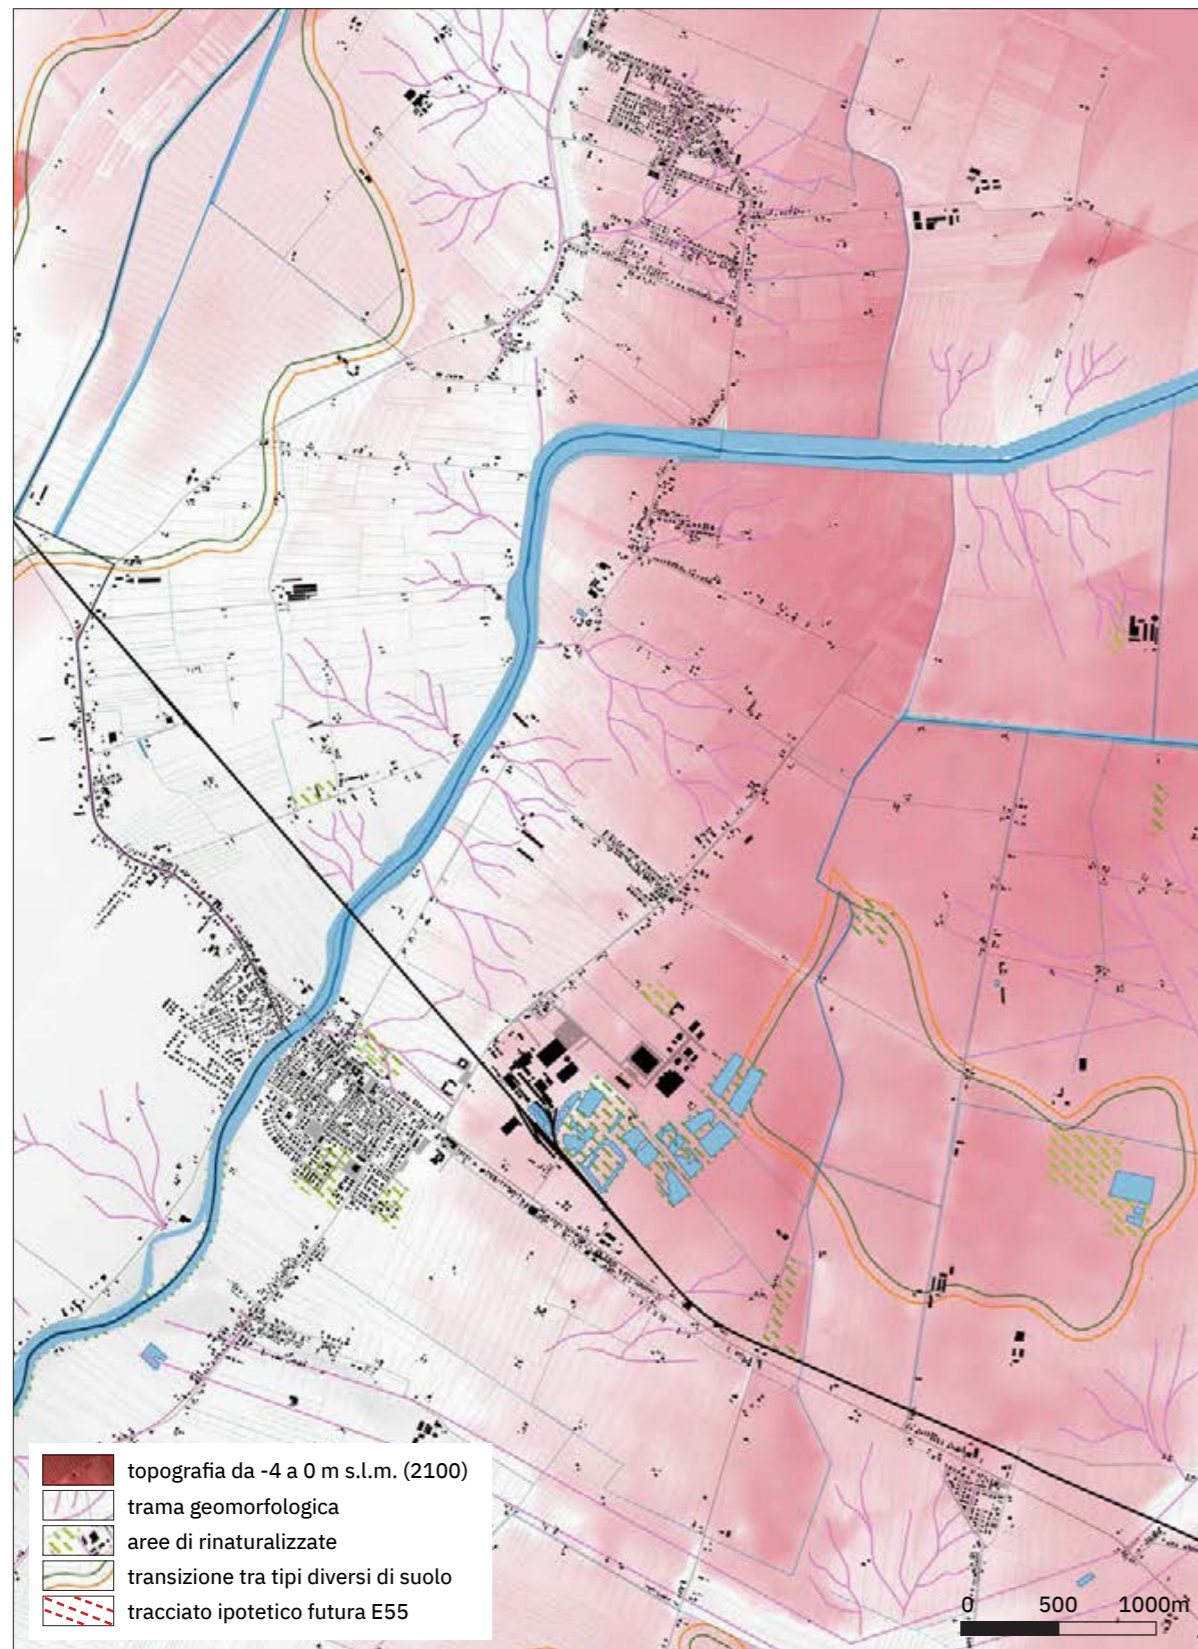 topografia da -4 a 0 m s.l.m. (2100)
trama geomorfologica
aree di rinaturalizzate
transizione tra tipi diversi di suolo
tracciato ipotetico futura E55
0 500 1000m